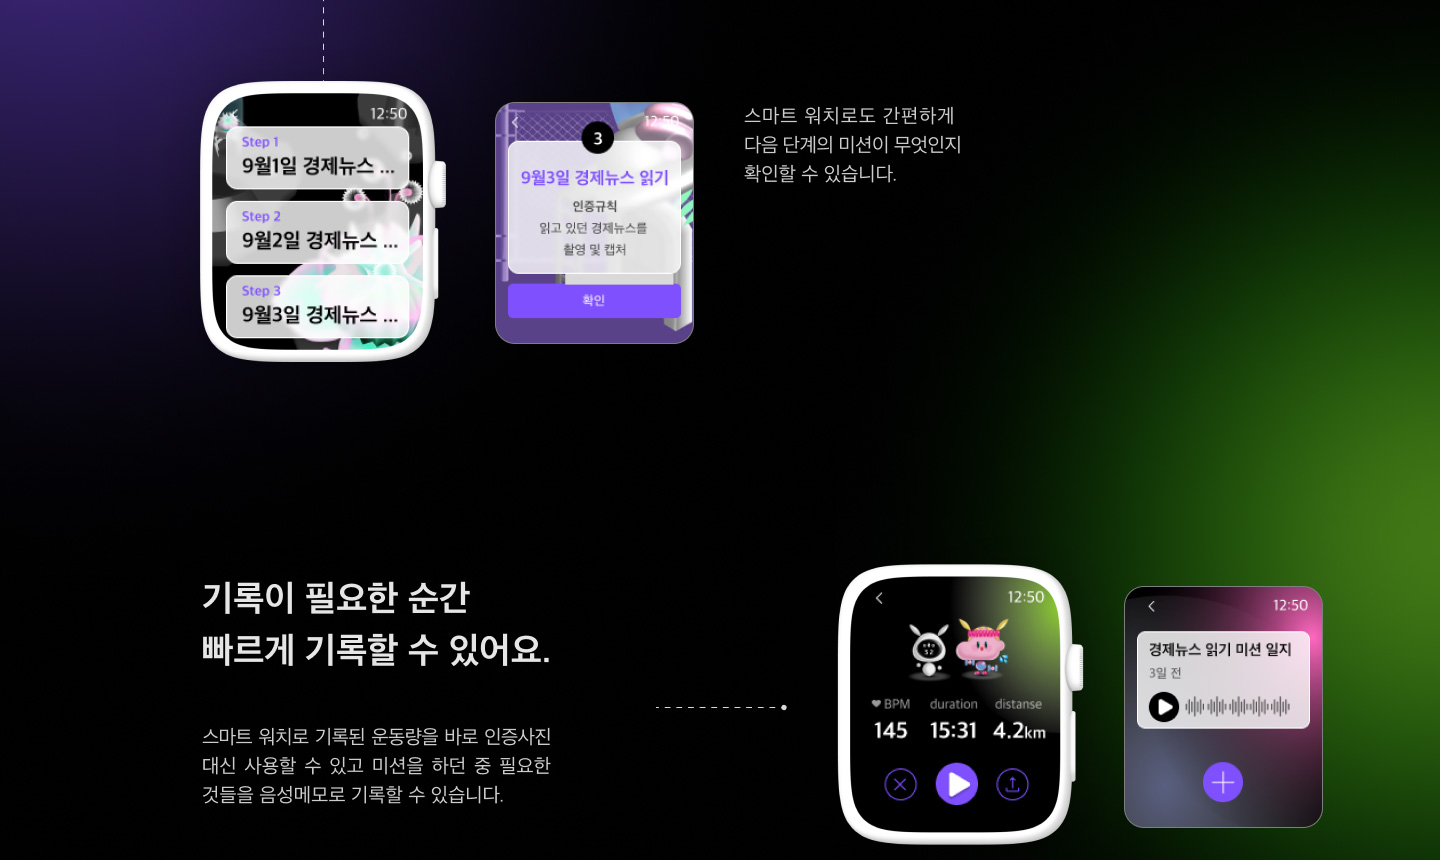 12:50
Step 1
9월1일 경제뉴스 ...
Step 2
9월2일 경제뉴스 ...
Step 3
9월3일 경제뉴스 ...
12:50
3
9월3일 경제뉴스 읽기
인증규칙
읽고 있던 경제뉴스를
촬영 및 캡처
확인
스마트 워치로도 간편하게
다음 단계의 미션이 무엇인지
확인할 수 있습니다.
기록이 필요한 순간
빠르게 기록할 수 있어요.
스마트 워치로 기록된 운동량을 바로 인증사진
대신 사용할 수 있고 미션을 하던 중 필요한
것들을 음성메모로 기록할 수 있습니다.
12:50
BPM duration distanse
145 15:31 4.2km
12:50
경제뉴스 읽기 미션 일지
3일 전